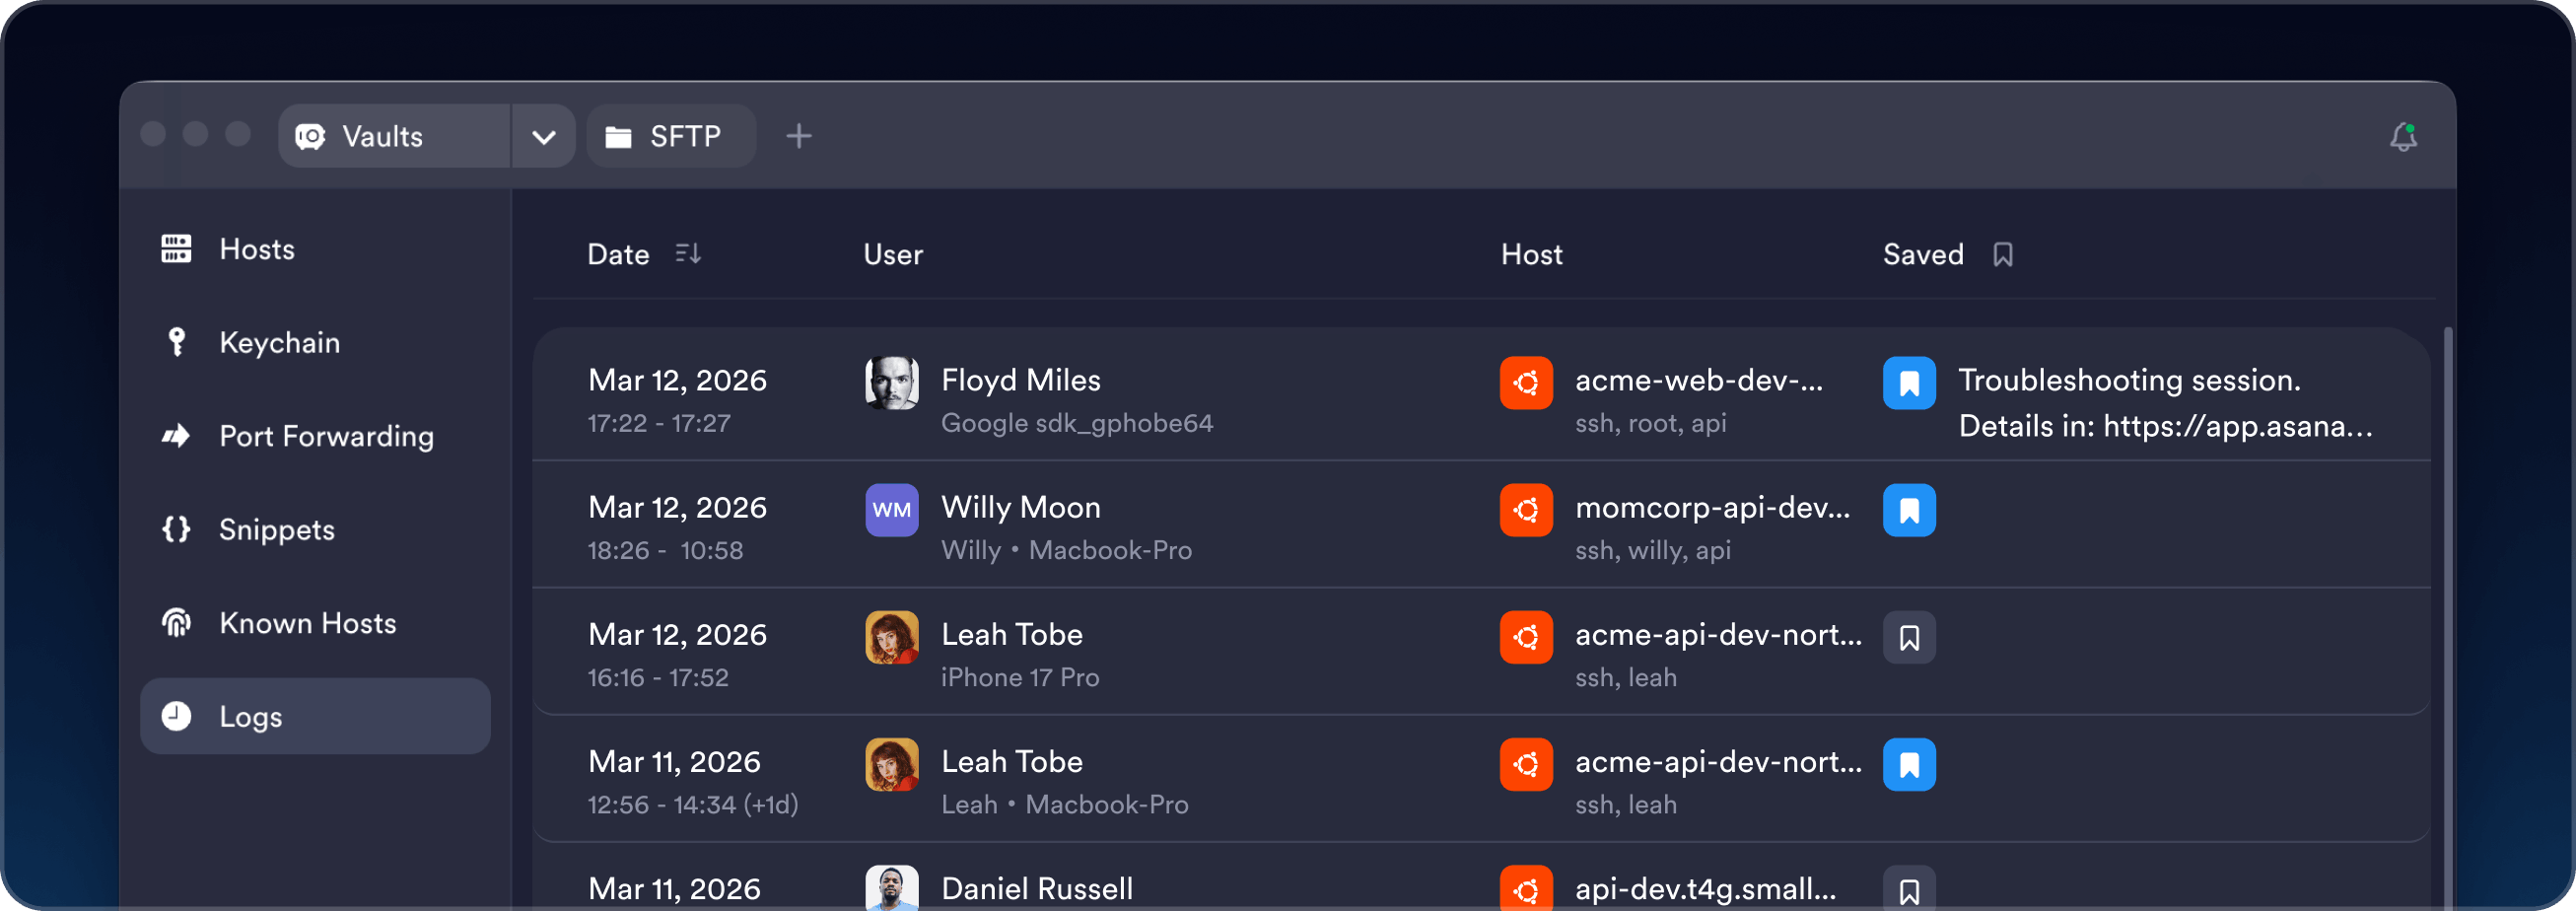 Vaults
SFTP
Hosts
Keychain
Port Forwarding
Snippets
Known Hosts
Logs
Date User Host Saved
Mar 12, 2026 Floyd Miles acme-web-dev-... Troubleshooting session.
17:22 - 17:27 Google sdk_gphobe64 ssh, root, api Details in: https://app.asana...
Mar 12, 2026 WM Willy Moon momcorp-api-dev...
18:26 - 10:58 Willy • Macbook-Pro ssh, willy, api
Mar 12, 2026 Leah Tobe acme-api-dev-nort...
16:16 - 17:52 iPhone 17 Pro ssh, leah
Mar 11, 2026 Leah Tobe acme-api-dev-nort...
12:56 - 14:34 (+1d) Leah • Macbook-Pro ssh, leah
Mar 11, 2026 Daniel Russell api-dev.t4g.small...